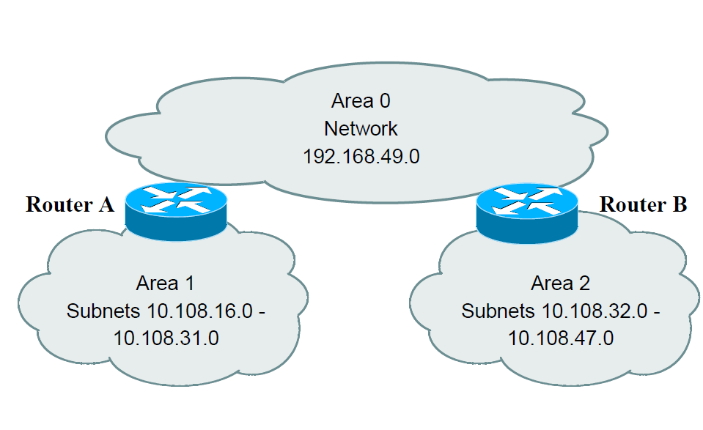 Area 0
Network
192.168.49.0
Router A
Router B
Area 1
Subnets 10.108.16.0 -
10.108.31.0
Area 2
Subnets 10.108.32.0 -
10.108.47.0